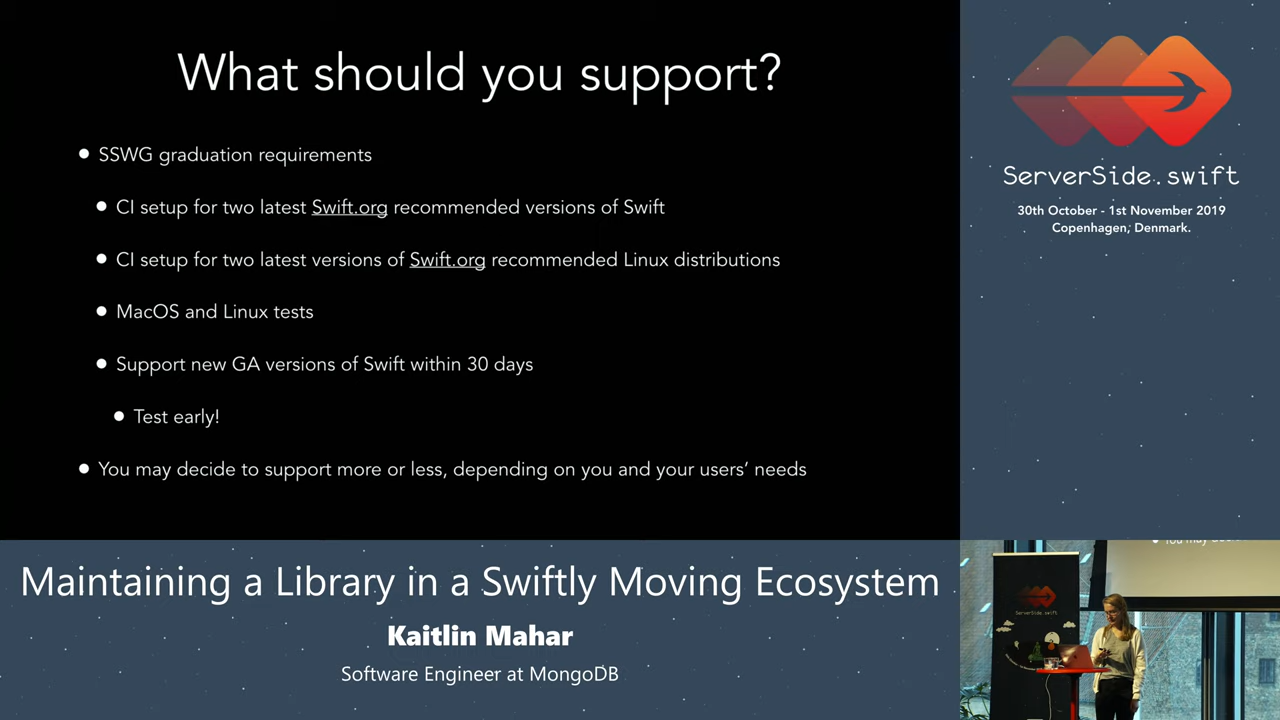 What should you support?
SSWG graduation requirements
CI setup for two latest Swift.org recommended versions of Swift
CI setup for two latest versions of Swift.org recommended Linux distributions
MacOS and Linux tests
Support new GA versions of Swift within 30 days
Test early!
You may decide to support more or less, depending on you and your users’ needs
ServerSide.swift
30th October - 1st November 2019
Copenhagen, Denmark.
Maintaining a Library in a Swiftly Moving Ecosystem
Kaitlin Mahar
Software Engineer at MongoDB
ServerSide.swift